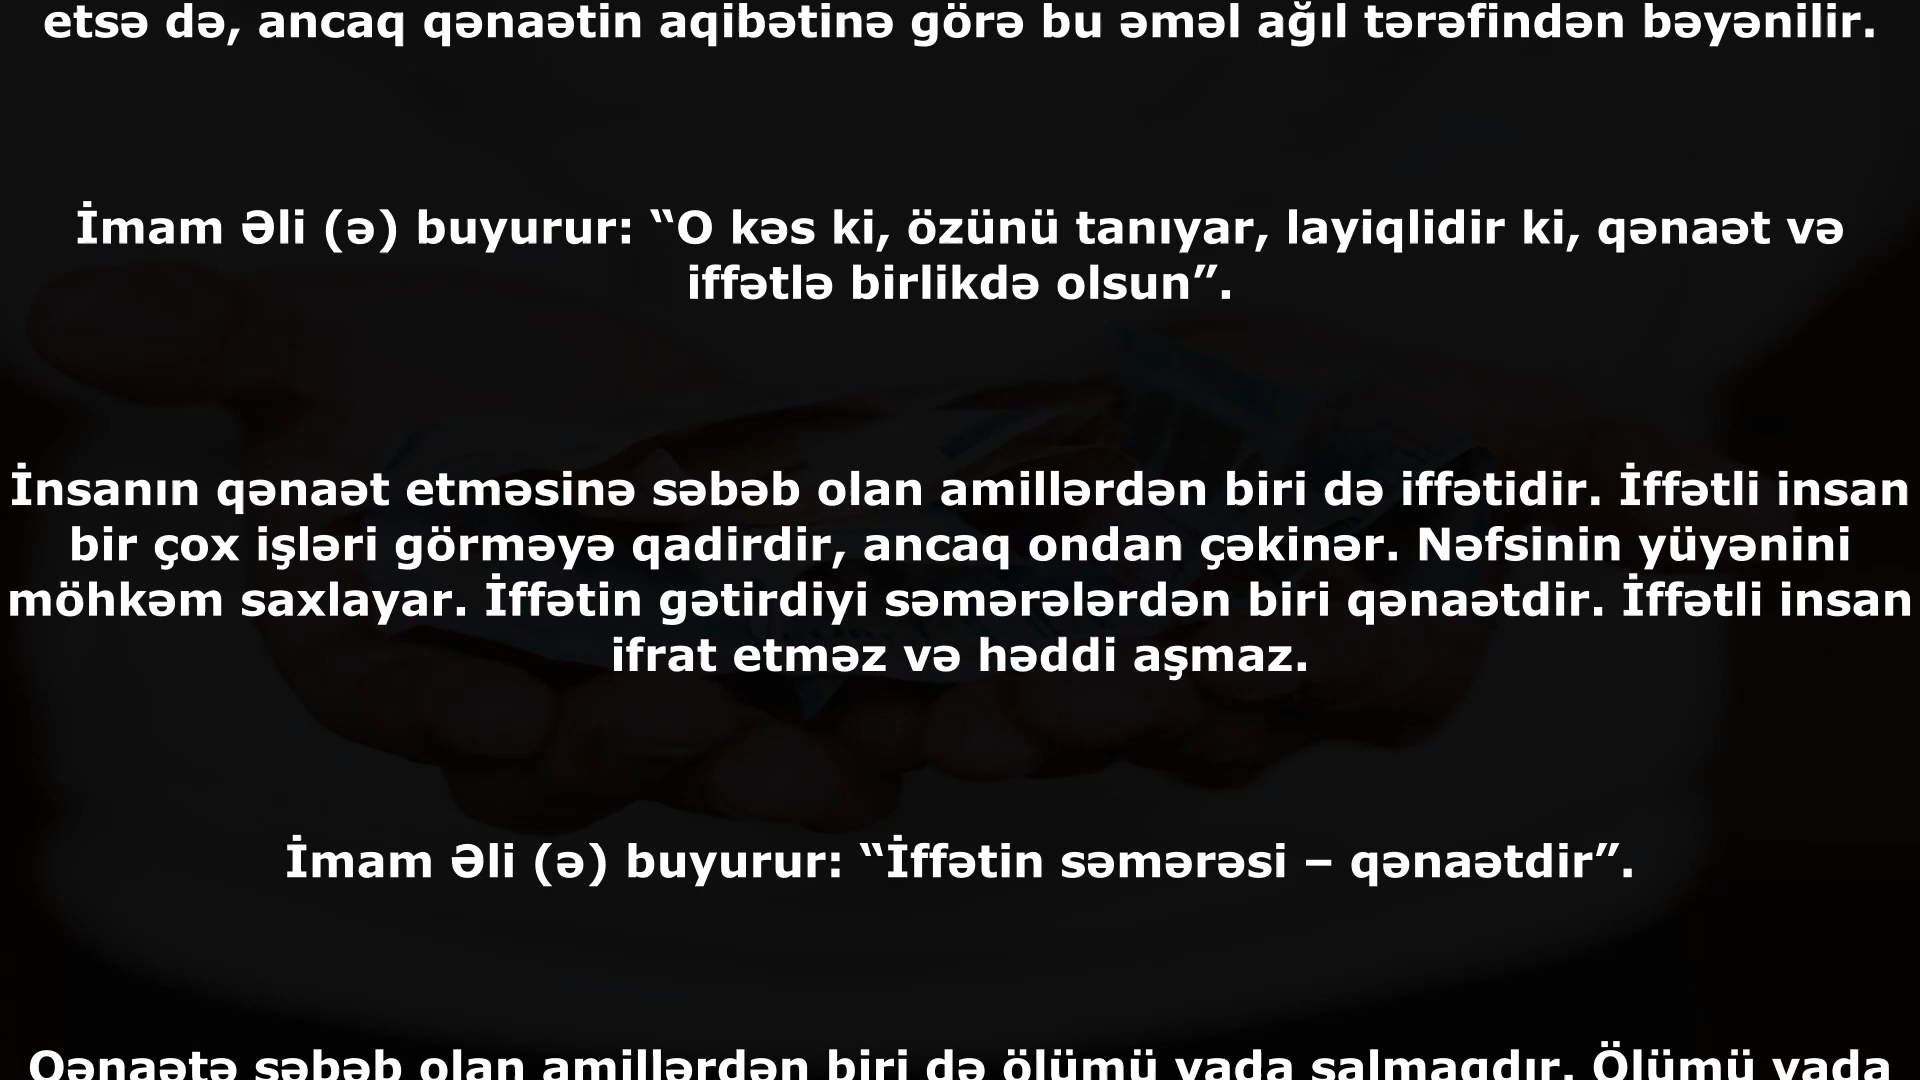 etsə də, ancaq qənaətin aqibətinə görə bu əməl ağıl tərəfindən bəyənilir.
İmam Əli (ə) buyurur: “O kəs ki, özünü tanıyar, layiqlidir ki, qənaət və
iffətlə birlikdə olsun”.
İnsanın qənaət etməsinə səbəb olan amillərdən biri də iffətidir. İffətli insan
bir çox işləri görməyə qadirdir, ancaq ondan çəkinər. Nəfsinin yüyənini
möhkəm saxlayar. İffətin gətirdiyi səmərələrdən biri qənaətdir. İffətli insan
ifrat etməz və həddi aşmaz.
İmam Əli (ə) buyurur: “İffətin səmərəsi – qənaətdir”.
Qənaətə səbəb olan amillərdən biri də ölümü yada salmaqdır. Ölümü yada